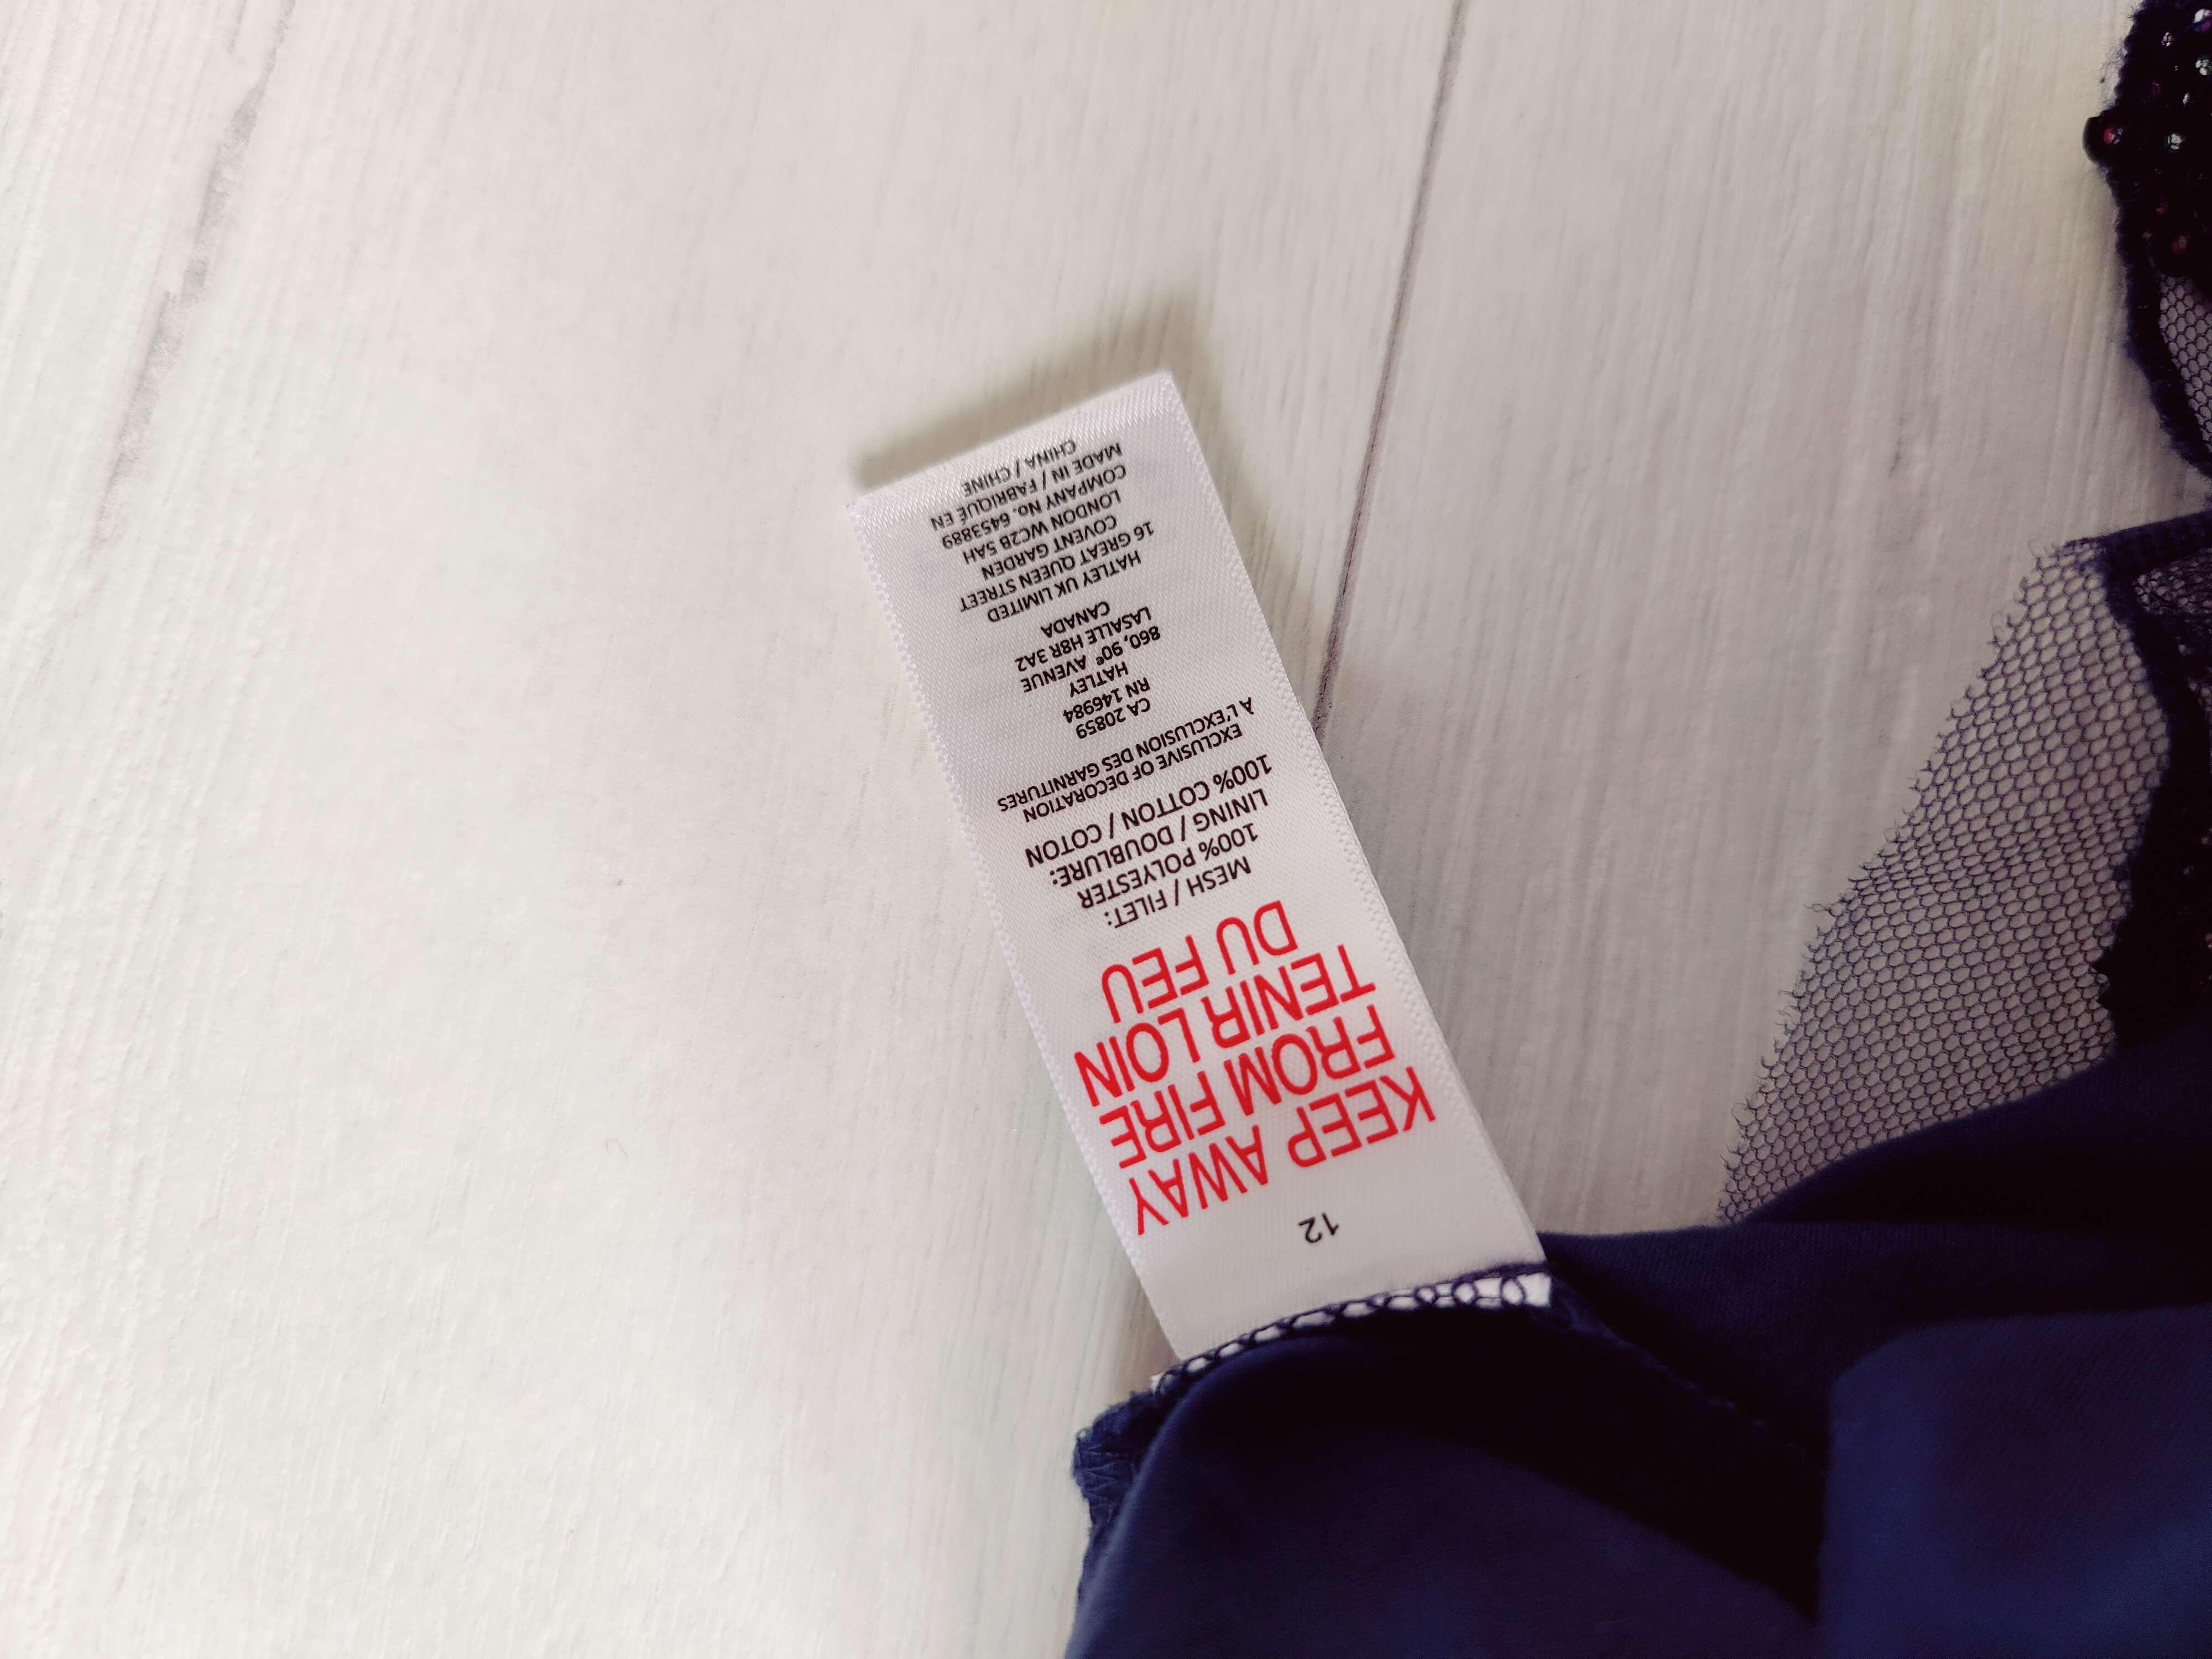 12
KEEP AWAY
FROM FIRE
TENIR LOIN
DU FEU
MESH / FILET:
100% POLYESTER
LINING / DOUBLURE:
100% COTTON / COTON
EXCLUSIVE OF DECORATION
À L'EXCLUSION DES GARNITURES
CA 20859
RN 146984
HATLEY
860, 90ᵉ AVENUE
LASALLE H8R 3A2
CANADA
HATLEY UK LIMITED
16 GREAT QUEEN STREET
COVENT GARDEN
LONDON WC2B 5AH
COMPANY No. 6453889
MADE IN / FABRIQUÉ EN
CHINA / CHINE